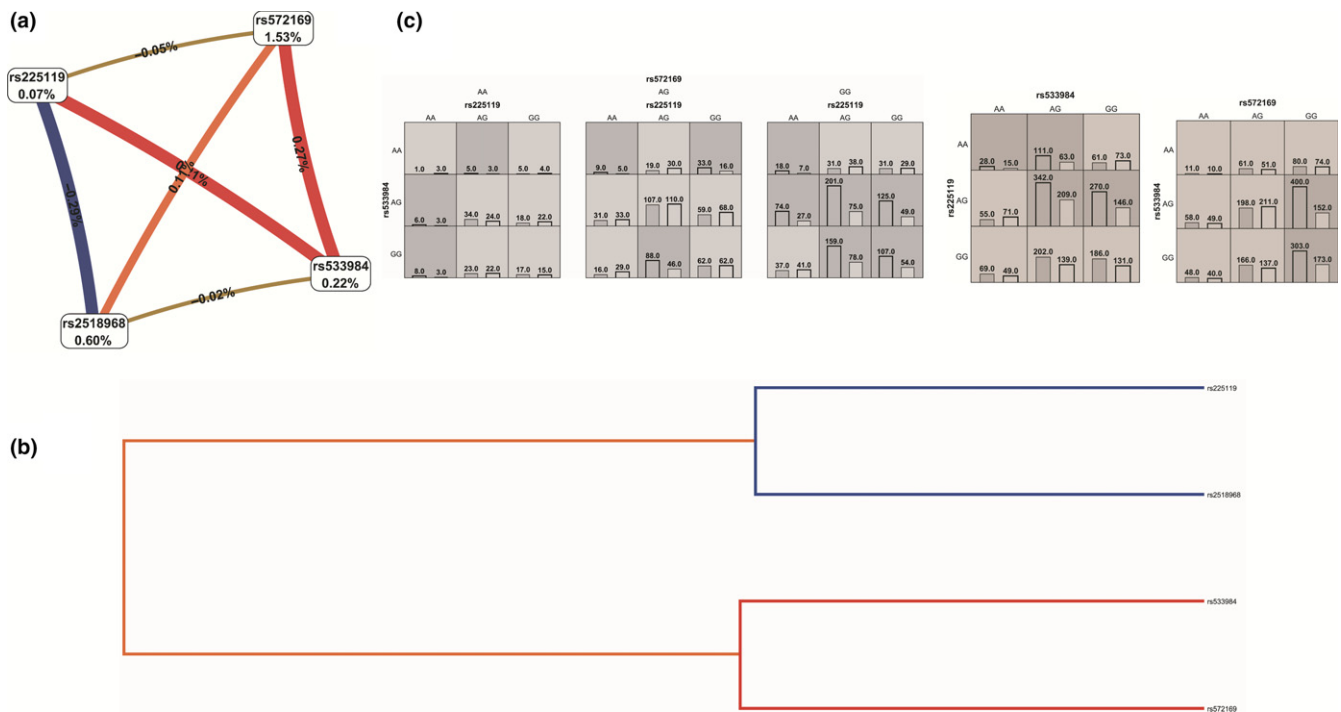 (a)
rs572169
1.53%
–0.05%
rs225119
0.07%
0.27%
–0.29%
rs533984
0.22%
–0.02%
rs2518968
0.60%
(c)
rs572169
AA AG GG
rs225119 rs225119 rs225119
AA AG GG AA AG GG AA AG GG
rs533984
AA
1.0 3.0 5.0 3.0 5.0 4.0 9.0 5.0 19.0 30.0 33.0 16.0 18.0 7.0 31.0 38.0 31.0 29.0
AG
6.0 3.0 34.0 24.0 18.0 22.0 31.0 33.0 107.0 110.0 59.0 68.0 74.0 27.0 201.0 75.0 125.0 49.0
GG
8.0 3.0 23.0 22.0 17.0 15.0 16.0 29.0 88.0 46.0 62.0 62.0 37.0 41.0 159.0 78.0 107.0 54.0
rs533984
AA AG GG
rs225119
AA
28.0 15.0 111.0 63.0 61.0 73.0
AG
55.0 71.0 342.0 209.0 270.0 146.0
GG
69.0 49.0 202.0 139.0 186.0 131.0
rs572169
AA AG GG
rs533984
AA
11.0 10.0 61.0 51.0 80.0 74.0
AG
58.0 49.0 198.0 211.0 400.0 152.0
GG
48.0 40.0 166.0 137.0 303.0 173.0
(b)
rs225119
rs2518968
rs533984
rs572169